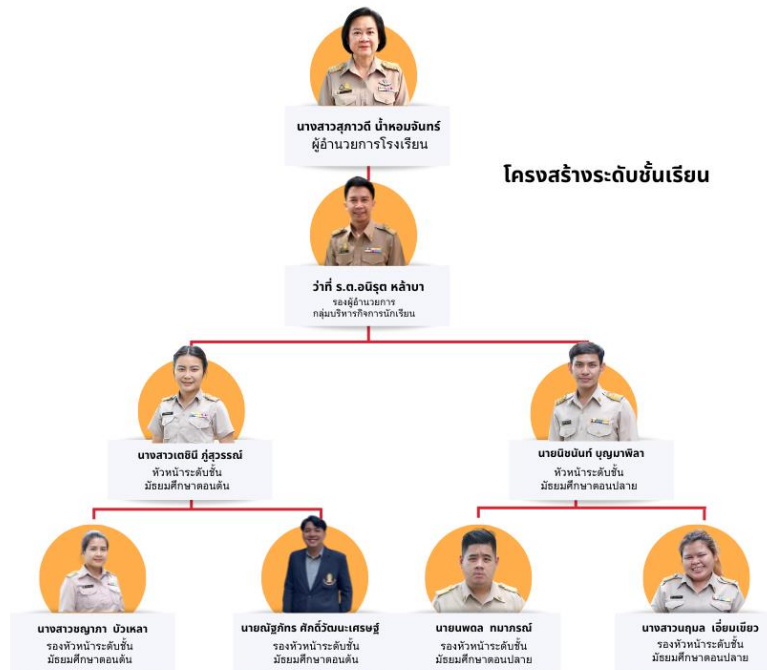 นางสาวสุภาวดี น้ำหอมจันทร์
ผู้อำนวยการโรงเรียน
โครงสร้างระดับชั้นเรียน
ว่าที่ ร.ต.อนิรุต หล้าบา
รองผู้อำนวยการ
กลุ่มบริหารกิจการนักเรียน
นางสาวเตชินี ภู่สุวรรณ์
หัวหน้าระดับชั้น
มัธยมศึกษาตอนต้น
นายนิชนันท์ บุญมาพิลา
หัวหน้าระดับชั้น
มัธยมศึกษาตอนปลาย
นางสาวชญาภา บัวเหลา
รองหัวหน้าระดับชั้น
มัธยมศึกษาตอนต้น
นายณัฐภัทร ศักดิ์วัฒนะเศรษฐ์
รองหัวหน้าระดับชั้น
มัธยมศึกษาตอนต้น
นายนพดล ทมาภรณ์
รองหัวหน้าระดับชั้น
มัธยมศึกษาตอนปลาย
นางสาวนฤมล เอี่ยมเขียว
รองหัวหน้าระดับชั้น
มัธยมศึกษาตอนปลาย